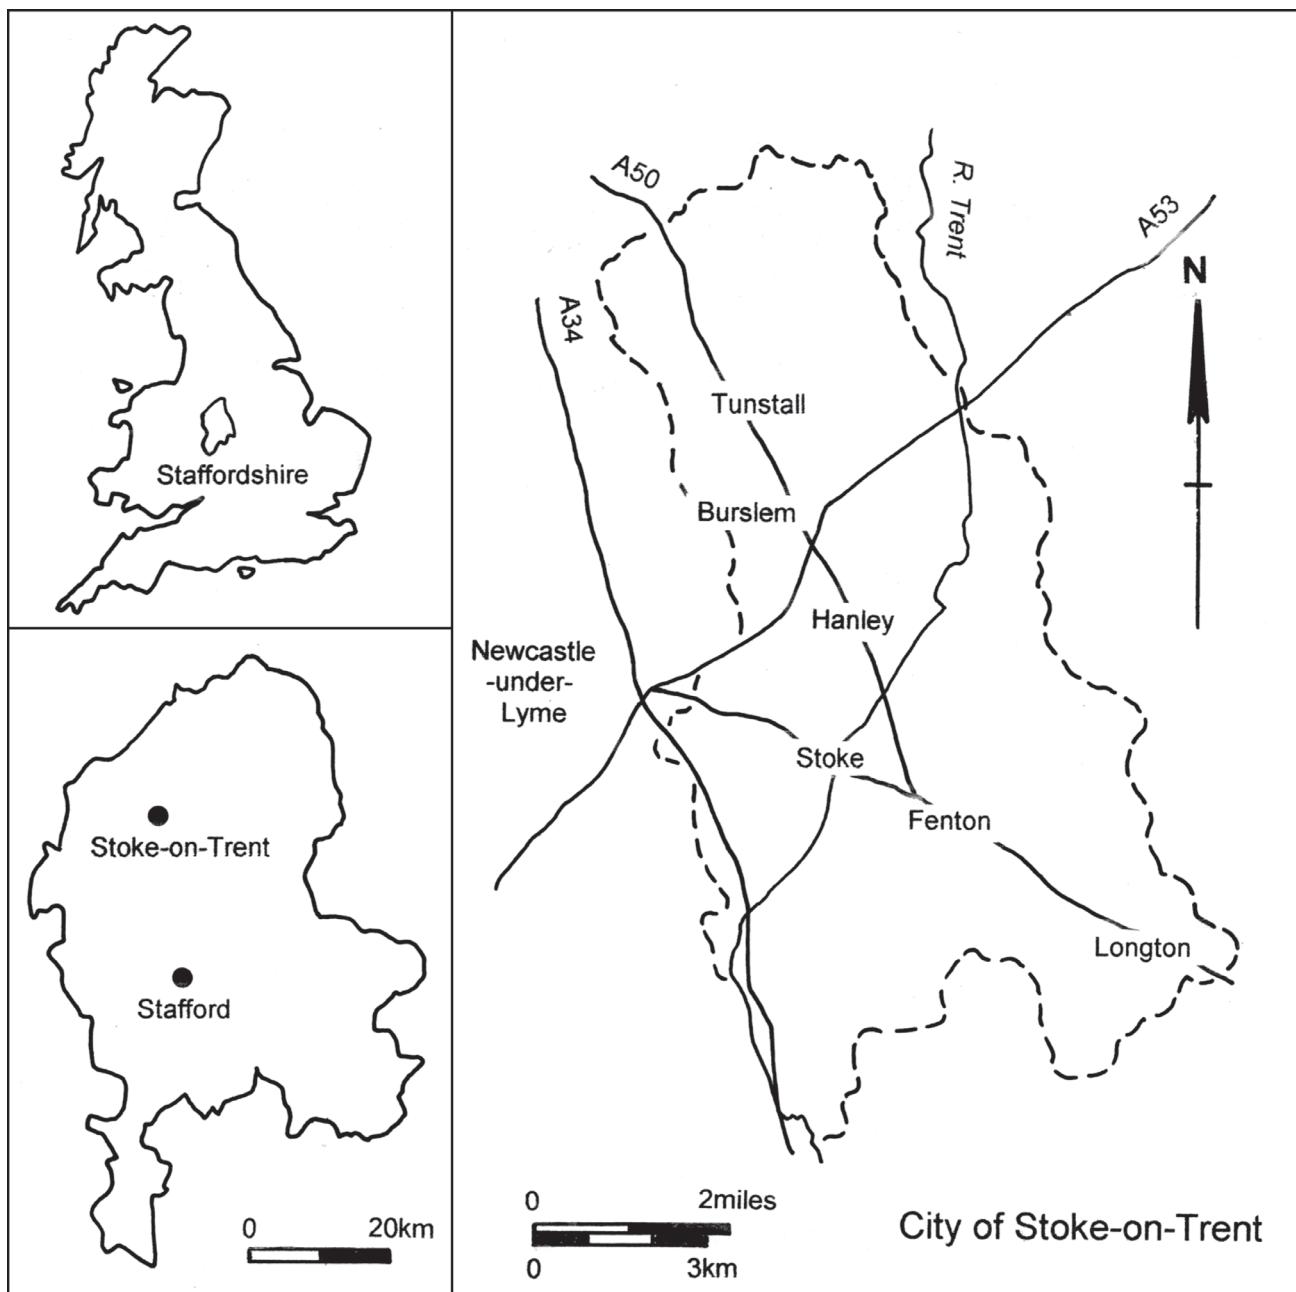 Staffordshire
Stoke-on-Trent
Stafford
0 20km
A50
R. Trent
A53
N
A34
Tunstall
Burslem
Hanley
Newcastle
-under-
Lyme
Stoke
Fenton
Longton
0 2miles
0 3km
City of Stoke-on-Trent